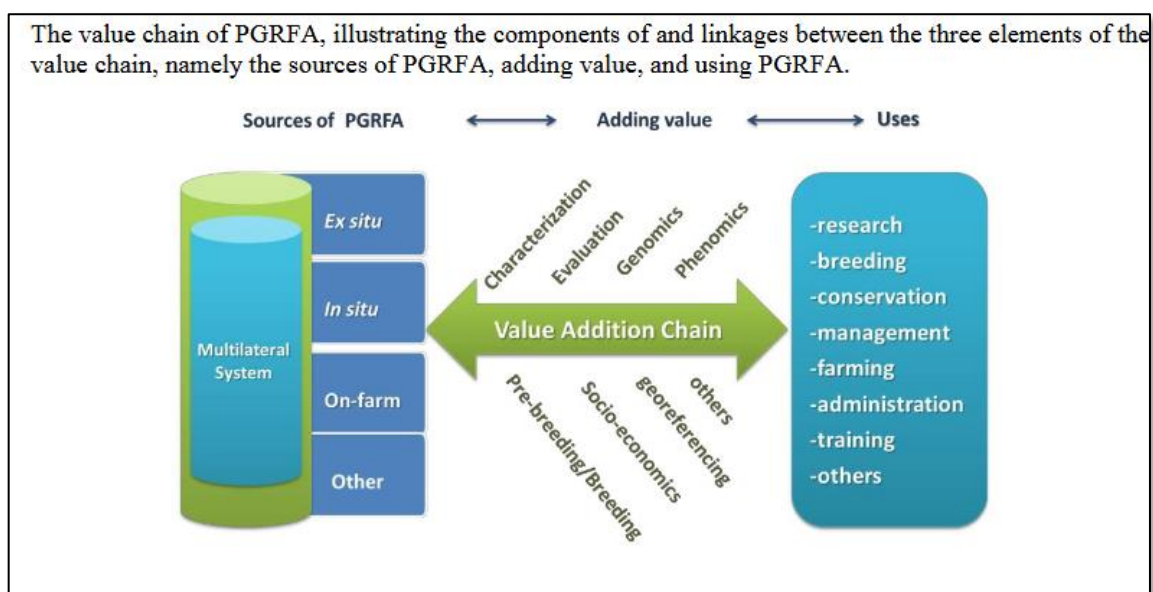 The value chain of PGRFA, illustrating the components of and linkages between the three elements of the
value chain, namely the sources of PGRFA, adding value, and using PGRFA.
Sources of PGRFA
Adding value
Uses
Multilateral
System
Ex situ
In situ
On-farm
Other
Characterization
Evaluation
Genomics
Phenomics
Value Addition Chain
Pre-breeding/Breeding
Socio-economics
georeferencing
others
-research
-breeding
-conservation
-management
-farming
-administration
-training
-others